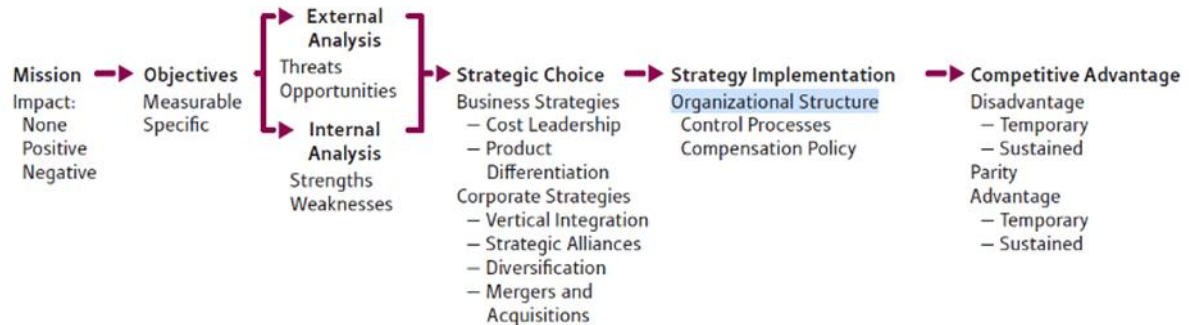 Mission
Impact:
None
Positive
Negative
Objectives
Measurable
Specific
External
Analysis
Threats
Opportunities
Internal
Analysis
Strengths
Weaknesses
Strategic Choice
Business Strategies
– Cost Leadership
– Product
Differentiation
Corporate Strategies
– Vertical Integration
– Strategic Alliances
– Diversification
– Mergers and
Acquisitions
Strategy Implementation
Organizational Structure
Control Processes
Compensation Policy
Competitive Advantage
Disadvantage
– Temporary
– Sustained
Parity
Advantage
– Temporary
– Sustained